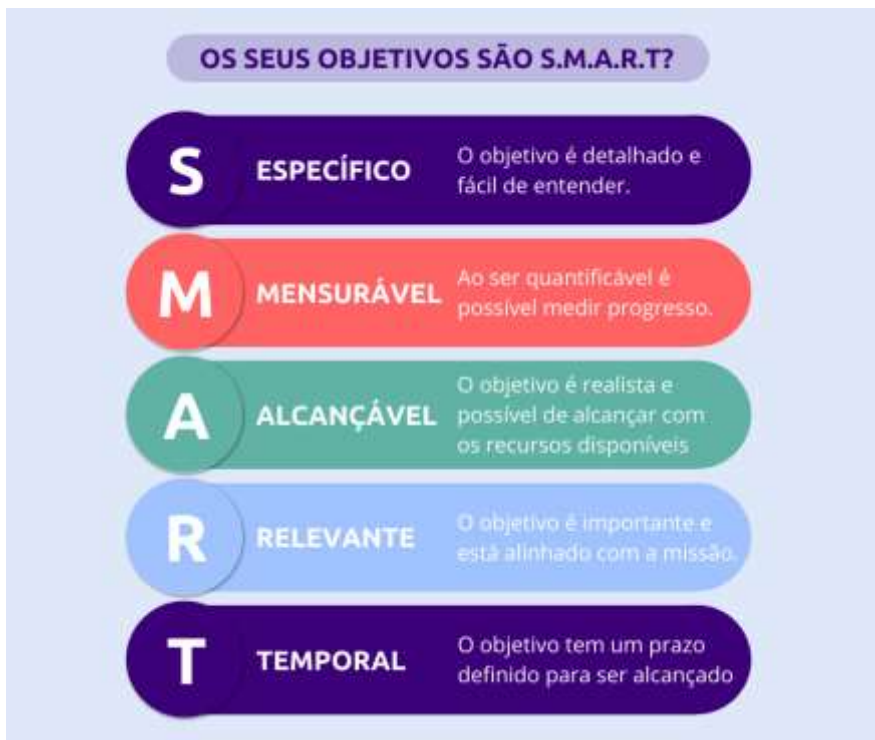 OS SEUS OBJETIVOS SÃO S.M.A.R.T?
S
ESPECÍFICO
O objetivo é detalhado e
fácil de entender.
M
MENSURÁVEL
Ao ser quantificável é
possível medir progresso.
A
ALCANÇÁVEL
O objetivo é realista e
possível de alcançar com
os recursos disponíveis
R
RELEVANTE
O objetivo é importante e
está alinhado com a missão.
T
TEMPORAL
O objetivo tem um prazo
definido para ser alcançado